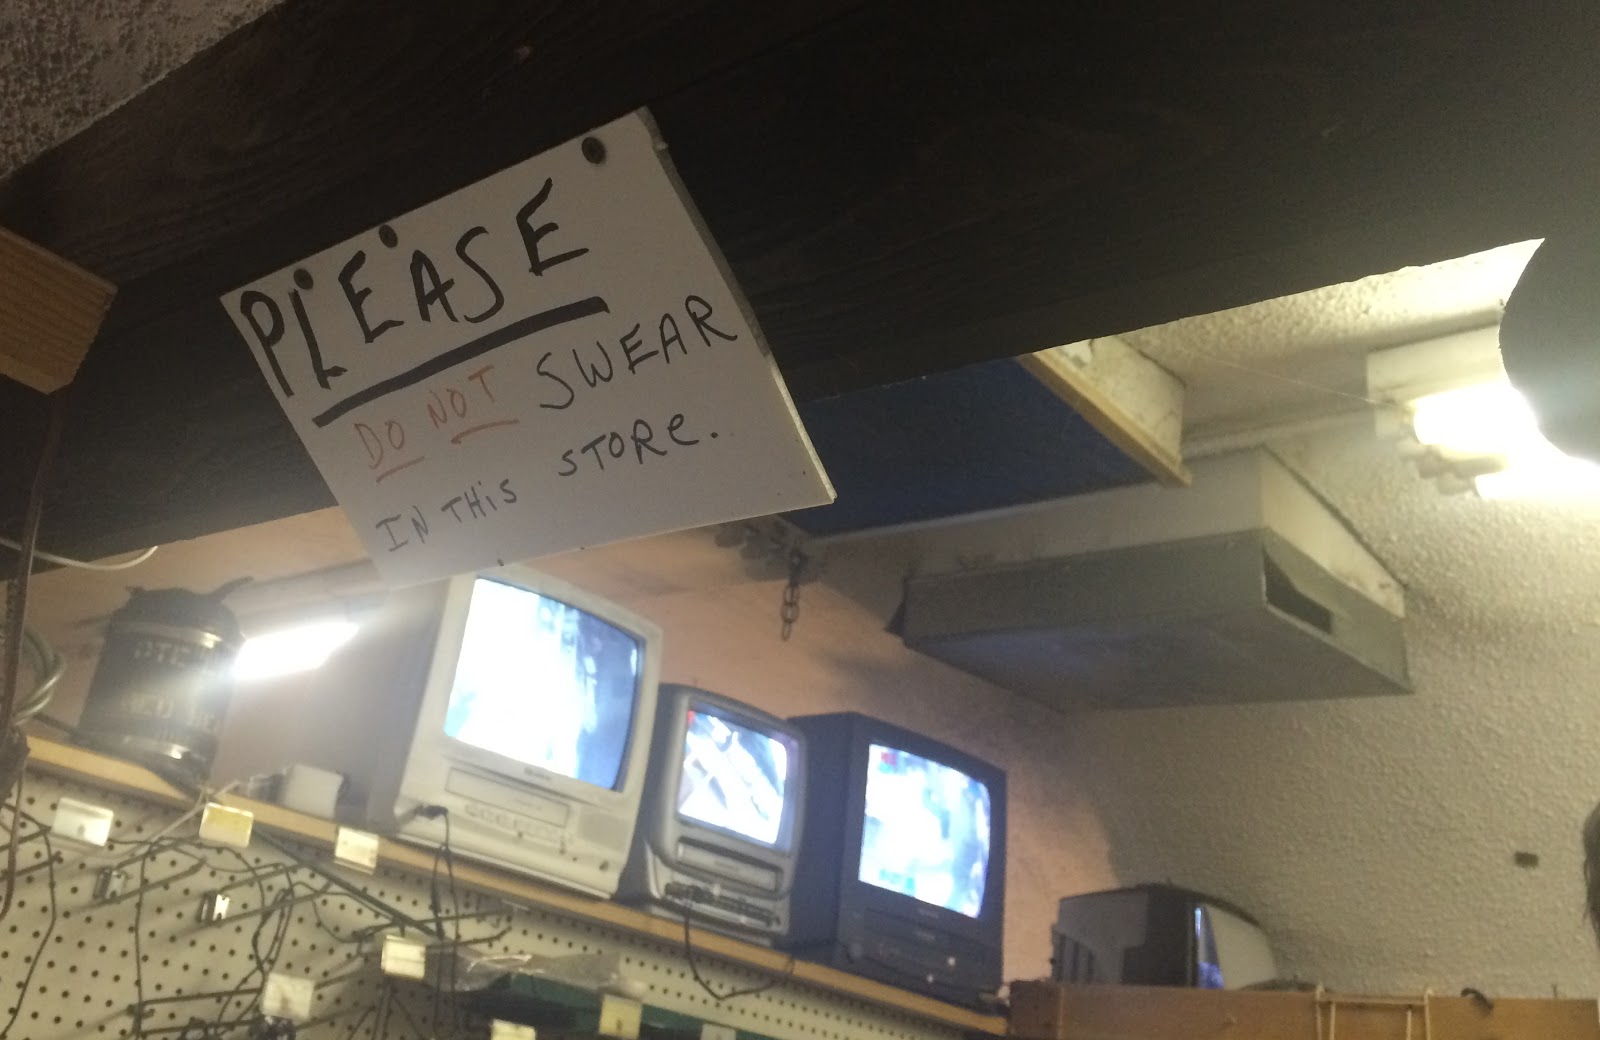 PLEASE
DO NOT SWEAR
IN THIS STORe.